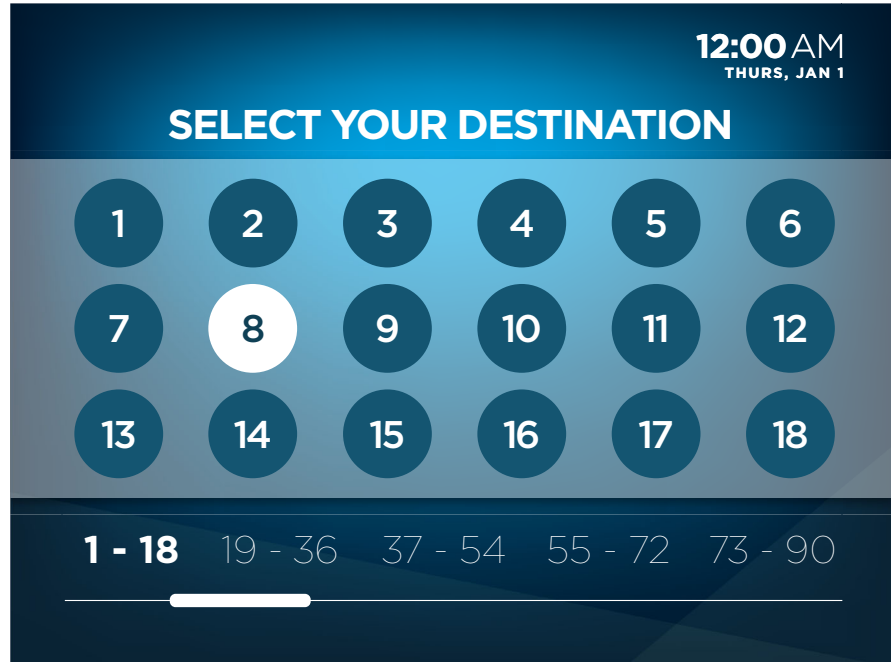 12:00 AM
THURS, JAN 1
SELECT YOUR DESTINATION
1 2 3 4 5 6
7 8 9 10 11 12
13 14 15 16 17 18
1 - 18 19 - 36 37 - 54 55 - 72 73 - 90